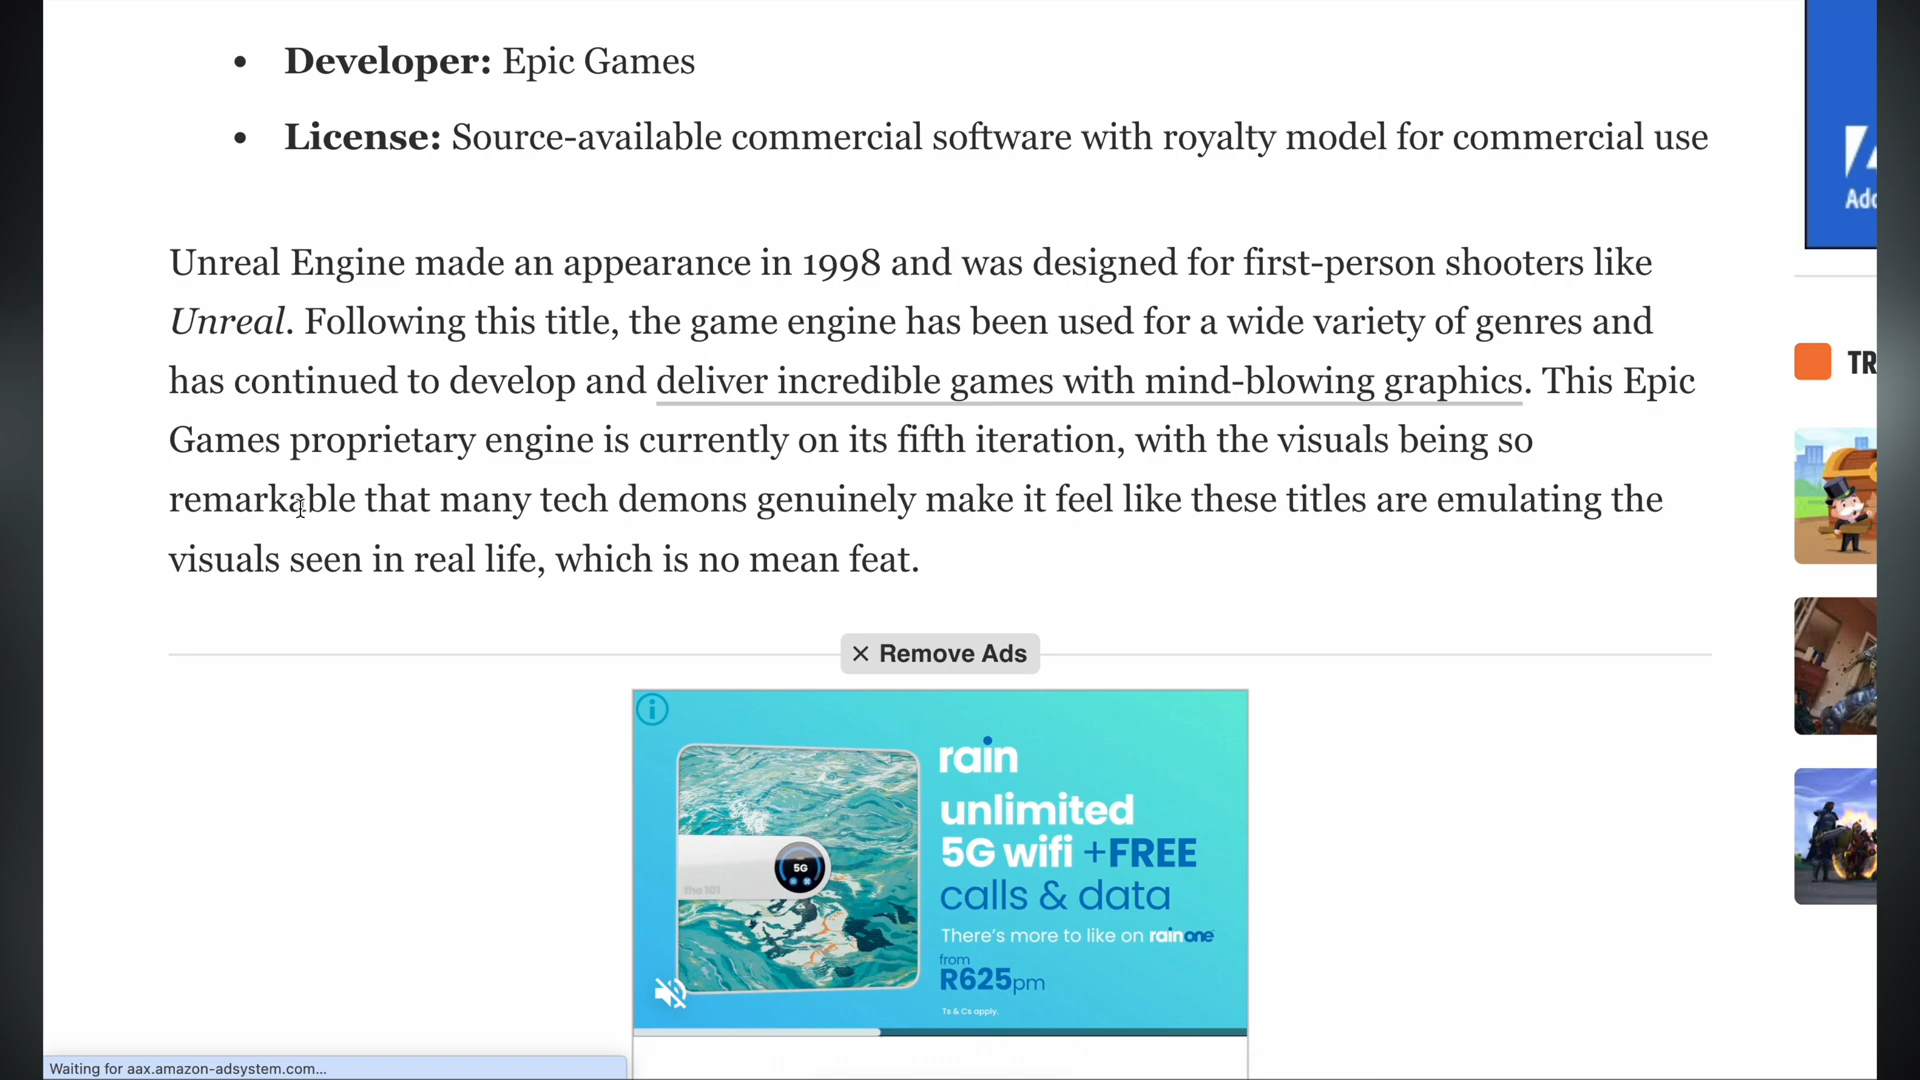 Developer: Epic Games
License: Source-available commercial software with royalty model for commercial use
Unreal Engine made an appearance in 1998 and was designed for first-person shooters like
Unreal. Following this title, the game engine has been used for a wide variety of genres and
has continued to develop and deliver incredible games with mind-blowing graphics. This Epic
Games proprietary engine is currently on its fifth iteration, with the visuals being so
remarkable that many tech demons genuinely make it feel like these titles are emulating the
visuals seen in real life, which is no mean feat.
Remove Ads
rain
unlimited
5G wifi +FREE
calls & data
There's more to like on rainone
from
R625pm
Ts & Cs apply.
5G
the 101
TR
Waiting for aax.amazon-adsystem.com...